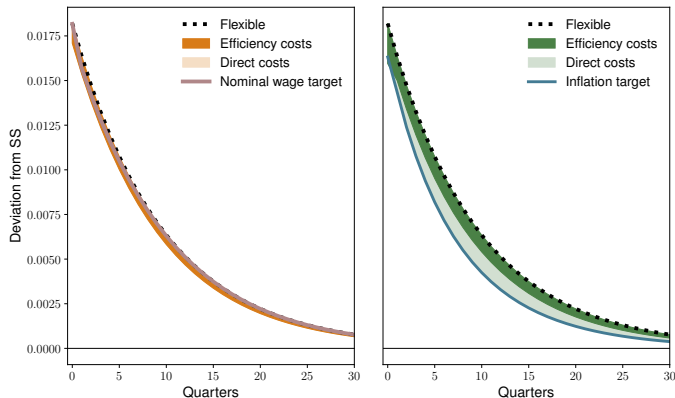 Flexible
Efficiency costs
Direct costs
Nominal wage target
Flexible
Efficiency costs
Direct costs
Inflation target
Deviation from SS
0.0175
0.0150
0.0125
0.0100
0.0075
0.0050
0.0025
0.0000
0 5 10 15 20 25 30
0 5 10 15 20 25 30
Quarters
Quarters